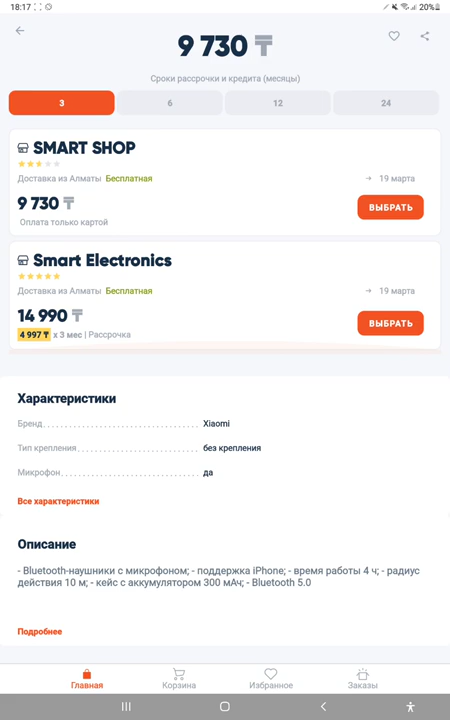 18:17
20%
9 730 ₸
Сроки рассрочки и кредита (месяцы)
3 6 12 24
SMART SHOP
Доставка из Алматы Бесплатная → 19 марта
9 730 ₸
ВЫБРАТЬ
Оплата только картой
Smart Electronics
Доставка из Алматы Бесплатная → 19 марта
14 990 ₸
ВЫБРАТЬ
4 997 ₸ x 3 мес | Рассрочка
Характеристики
Бренд Xiaomi
Тип крепления без крепления
Микрофон да
Все характеристики
Описание
- Bluetooth-наушники с микрофоном; - поддержка iPhone; - время работы 4 ч; - радиус
действия 10 м; - кейс с аккумулятором 300 мАч; - Bluetooth 5.0
Подробнее
Главная Корзина Избранное Заказы